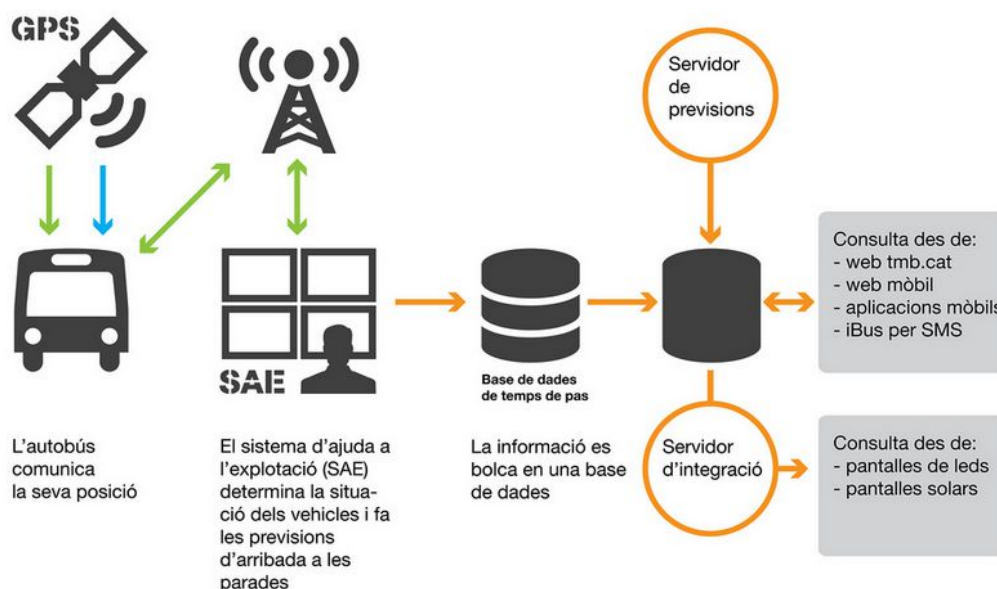 GPS
Servidor
de
previsions
Consulta des de:
- web tmb.cat
- web mòbil
- aplicacions mòbils
- iBus per SMS
SAE
Base de dades
de temps de pas
L’autobús
comunica
la seva posició
El sistema d’ajuda a
l’explotació (SAE)
determina la situa-
ció dels vehicles i fa
les previsions
d’arribada a les
parades
La informació es
bolca en una base
de dades
Servidor
d’integració
Consulta des de:
- pantalles de leds
- pantalles solars